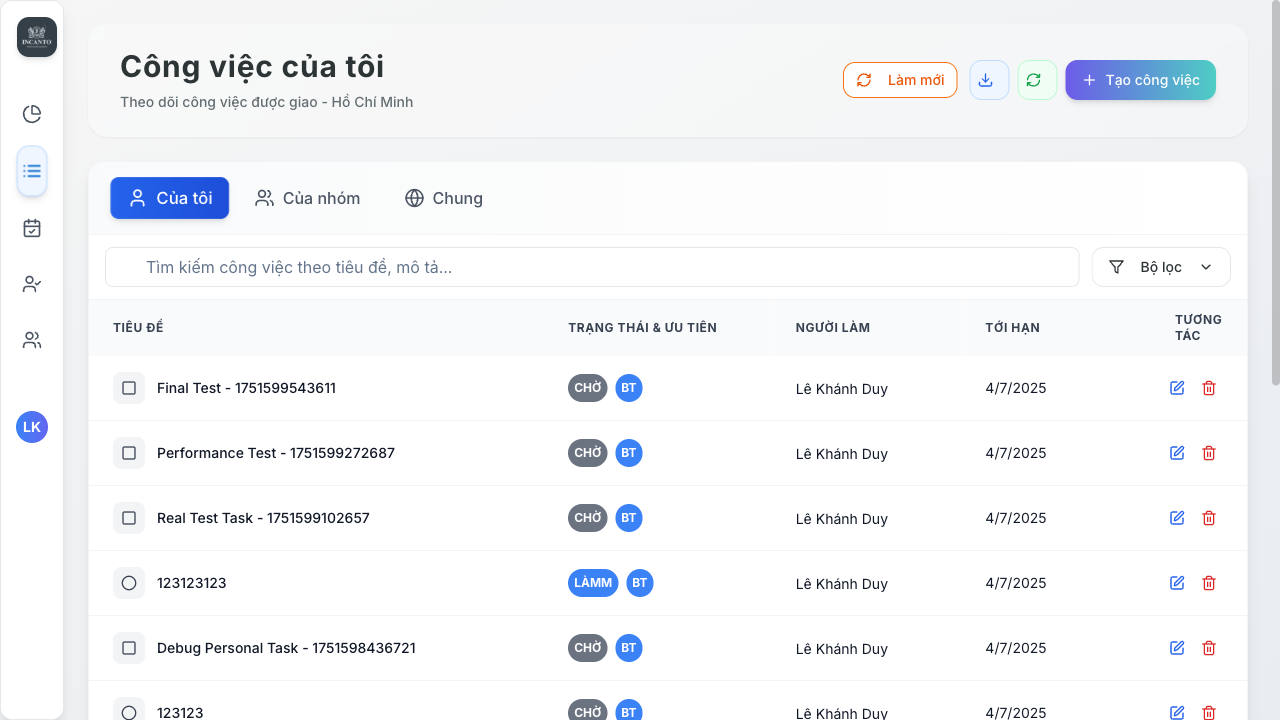 INCANTO
Công việc của tôi
Theo dõi công việc được giao - Hồ Chí Minh
Làm mới
Tạo công việc
Của tôi
Của nhóm
Chung
Tìm kiếm công việc theo tiêu đề, mô tả...
Bộ lọc
TIÊU ĐỀ
TRẠNG THÁI & ƯU TIÊN
NGƯỜI LÀM
TỚI HẠN
TƯƠNG
TÁC
Final Test - 1751599543611
CHỜ
BT
Lê Khánh Duy
4/7/2025
Performance Test - 1751599272687
CHỜ
BT
Lê Khánh Duy
4/7/2025
Real Test Task - 1751599102657
CHỜ
BT
Lê Khánh Duy
4/7/2025
123123123
LÀMM
BT
Lê Khánh Duy
4/7/2025
Debug Personal Task - 1751598436721
CHỜ
BT
Lê Khánh Duy
4/7/2025
123123
CHỜ
BT
Lê Khánh Duy
4/7/2025
LK